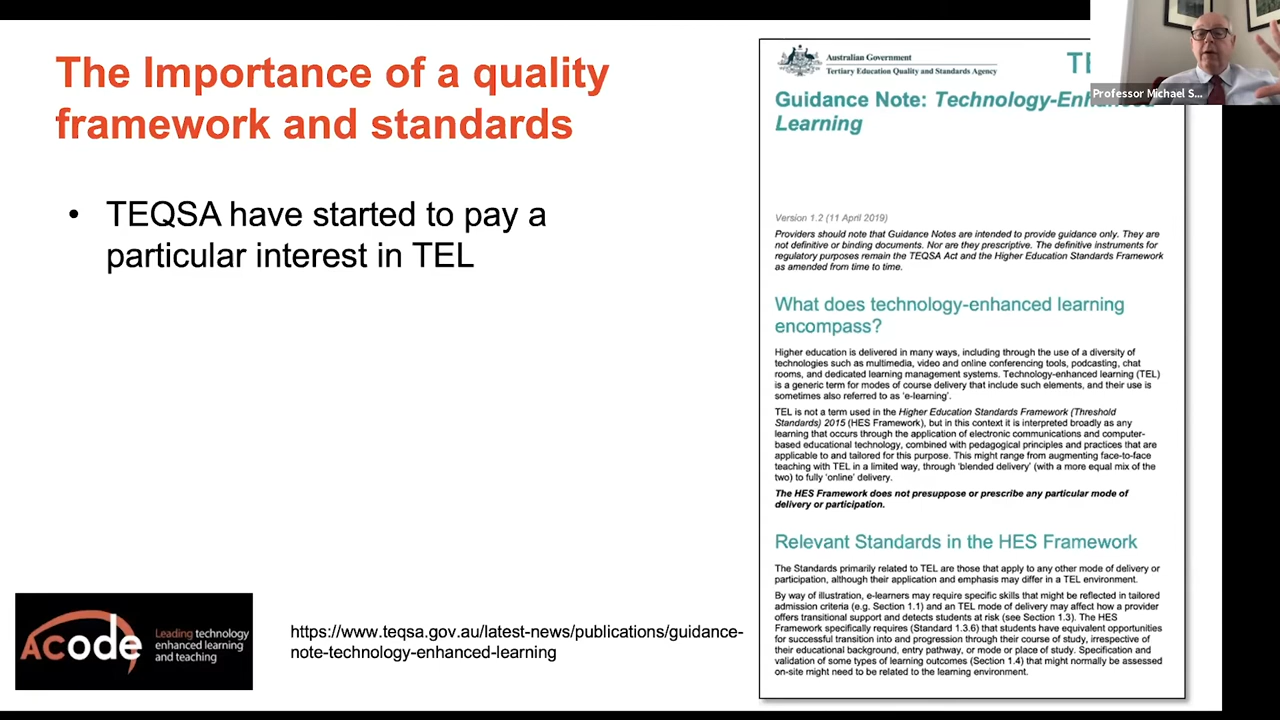 The Importance of a quality
framework and standards
• TEQSA have started to pay a
particular interest in TEL
Acode
Leading technology
enhanced learning
and teaching
https://www.teqsa.gov.au/latest-news/publications/guidance-
note-technology-enhanced-learning
Australian Government
Tertiary Education Quality and Standards Agency
Guidance Note: Technology-Enhanced
Learning
Version 1.2 (11 April 2019)
Providers should note that Guidance Notes are intended to provide guidance only. They are
not definitive or binding documents. Nor are they prescriptive. The definitive instruments for
regulatory purposes remain the TEQSA Act and the Higher Education Standards Framework
as amended from time to time.
What does technology-enhanced learning
encompass?
Higher education is delivered in many ways, including through the use of a diversity of
technologies such as multimedia, video and online conferencing tools, podcasting, chat
rooms, and dedicated learning management systems. Technology-enhanced learning (TEL)
is a generic term for modes of course delivery that include such elements, and their use is
sometimes also referred to as 'e-learning'.
TEL is not a term used in the Higher Education Standards Framework (Threshold
Standards) 2015 (HES Framework), but in this context it is interpreted broadly as any
learning that occurs through the application of electronic communications and computer-
based educational technology, combined with pedagogical principles and practices that are
applicable to and tailored for this purpose. This might range from augmenting face-to-face
teaching with TEL in a limited way, through 'blended delivery' (with a more equal mix of the
two) to fully 'online' delivery.
The HES Framework does not presuppose or prescribe any particular mode of
delivery or participation.
Relevant Standards in the HES Framework
The Standards primarily related to TEL are those that apply to any other mode of delivery or
participation, although their application and emphasis may differ in a TEL environment.
By way of illustration, e-learners may require specific skills that might be reflected in tailored
admission criteria (e.g. Section 1.1) and an TEL mode of delivery may affect how a provider
offers transitional support and detects students at risk (see Section 1.3). The HES
Framework specifically requires (Standard 1.3.6) that students have equivalent opportunities
for successful transition into and progression through their course of study, irrespective of
their educational background, entry pathway, or mode or place of study. Specification and
validation of some types of learning outcomes (Section 1.4) that might normally be assessed
on-site might need to be related to the learning environment.
Professor Michael S...